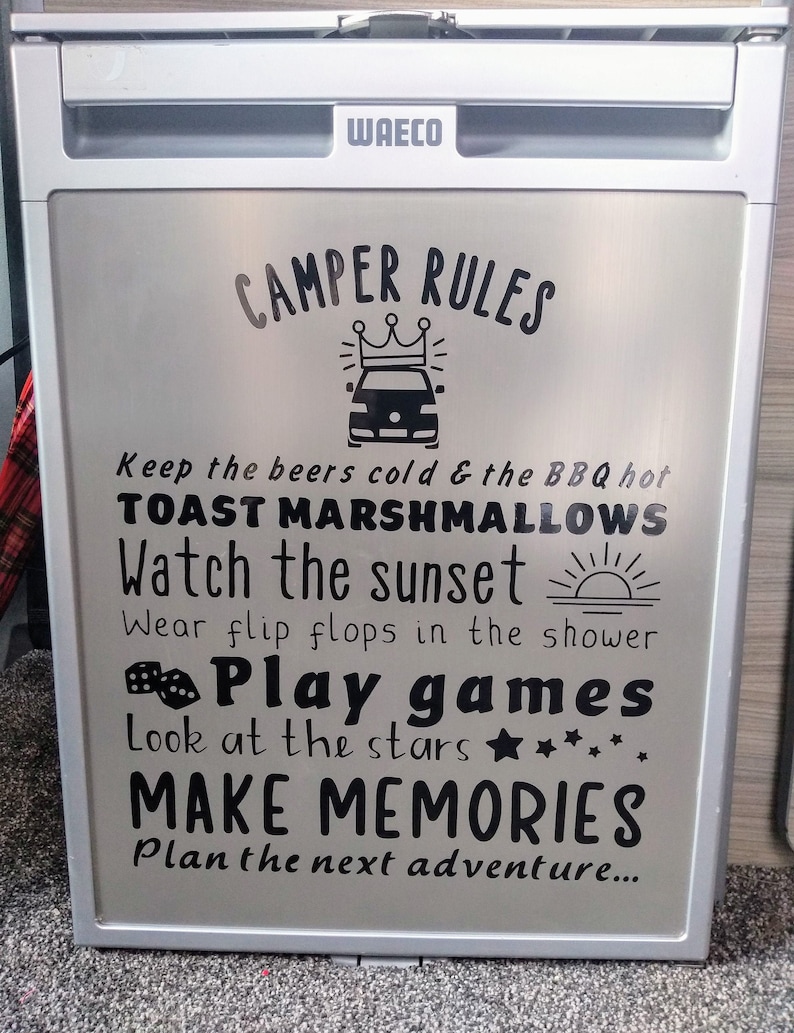 WAECO
CAMPER RULES
Keep the beers cold & the BBQ hot
TOAST MARSHMALLOWS
Watch the sunset
Wear flip flops in the shower
Play games
Look at the stars
MAKE MEMORIES
Plan the next adventure...